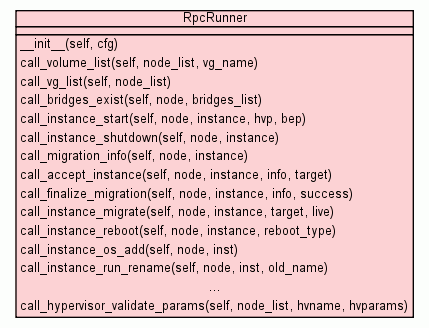 RpcRunner
__init__(self, cfg)
call_volume_list(self, node_list, vg_name)
call_vg_list(self, node_list)
call_bridges_exist(self, node, bridges_list)
call_instance_start(self, node, instance, hvp, bep)
call_instance_shutdown(self, node, instance)
call_migration_info(self, node, instance)
call_accept_instance(self, node, instance, info, target)
call_finalize_migration(self, node, instance, info, success)
call_instance_migrate(self, node, instance, target, live)
call_instance_reboot(self, node, instance, reboot_type)
call_instance_os_add(self, node, inst)
call_instance_run_rename(self, node, inst, old_name)
...
call_hypervisor_validate_params(self, node_list, hvname, hvparams)